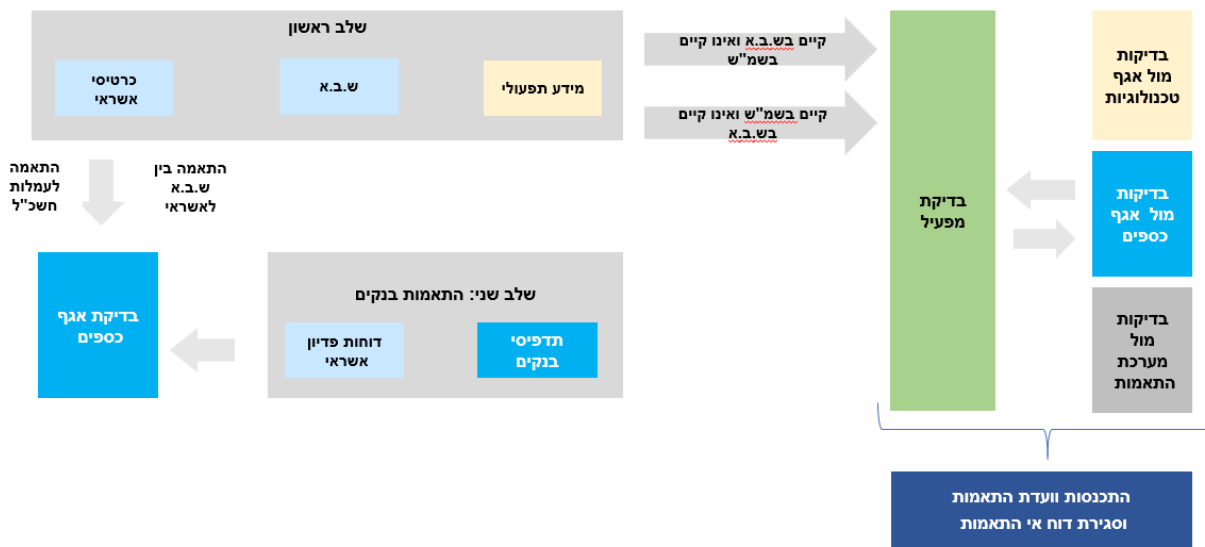 שלב ראשון
מידע תפעולי
ש.ב.א
כרטיסי
אשראי
קיים בש.ב.א ואינו קיים
בשמ"ש
קיים בשמ"ש ואינו קיים
בש.ב.א
בדיקת
מפעיל
בדיקות
מול אגף
טכנולוגיות
בדיקות
מול אגף
כספים
בדיקות
מול
מערכת
התאמות
התאמה בין
ש.ב.א
לאשראי
התאמה
לעמלות
חשכ"ל
שלב שני: התאמות בנקים
תדפיסי
בנקים
דוחות פדיון
אשראי
בדיקת אגף
כספים
התכנסות וועדת התאמות
וסגירת דוח אי התאמות